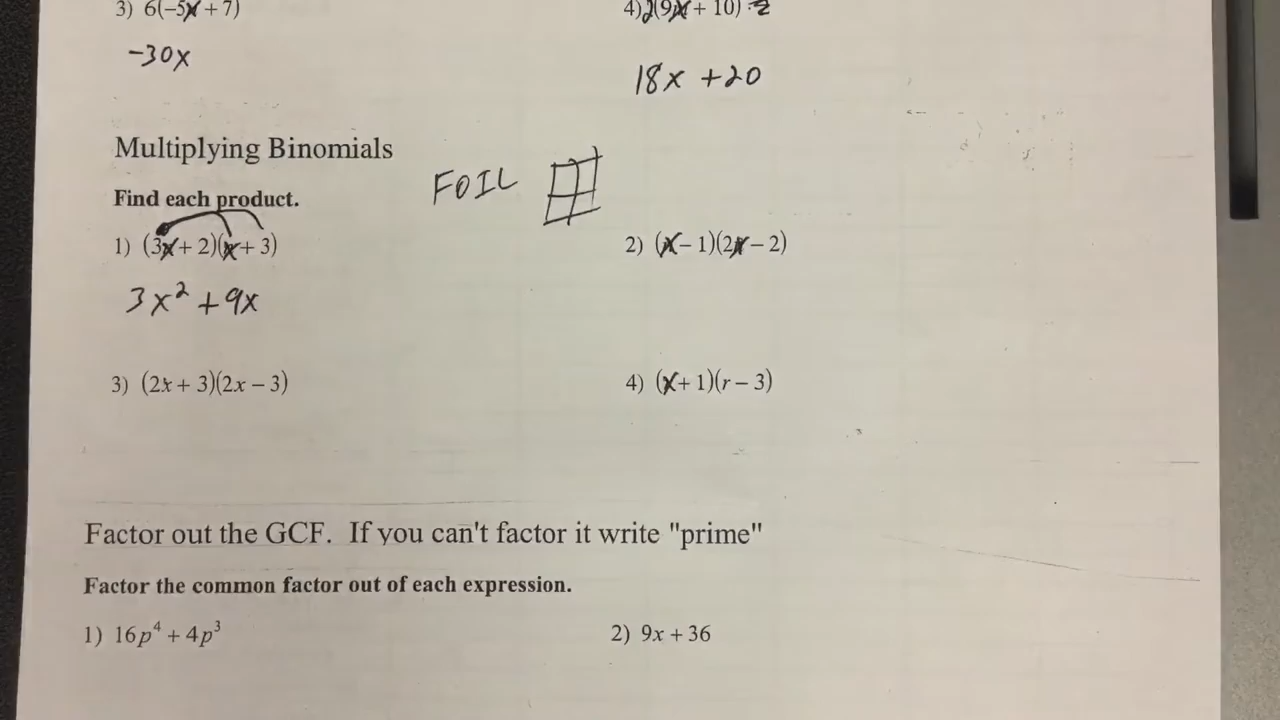 3) 6(-5x + 7)
4) 2(9x + 10)
-30x
18x + 20
Multiplying Binomials
FOIL
Find each product.
1) (3x + 2)(x + 3)
2) (x - 1)(2x - 2)
3x² + 9x
3) (2x + 3)(2x - 3)
4) (x + 1)(r - 3)
Factor out the GCF. If you can't factor it write "prime"
Factor the common factor out of each expression.
1) 16p⁴ + 4p³
2) 9x + 36